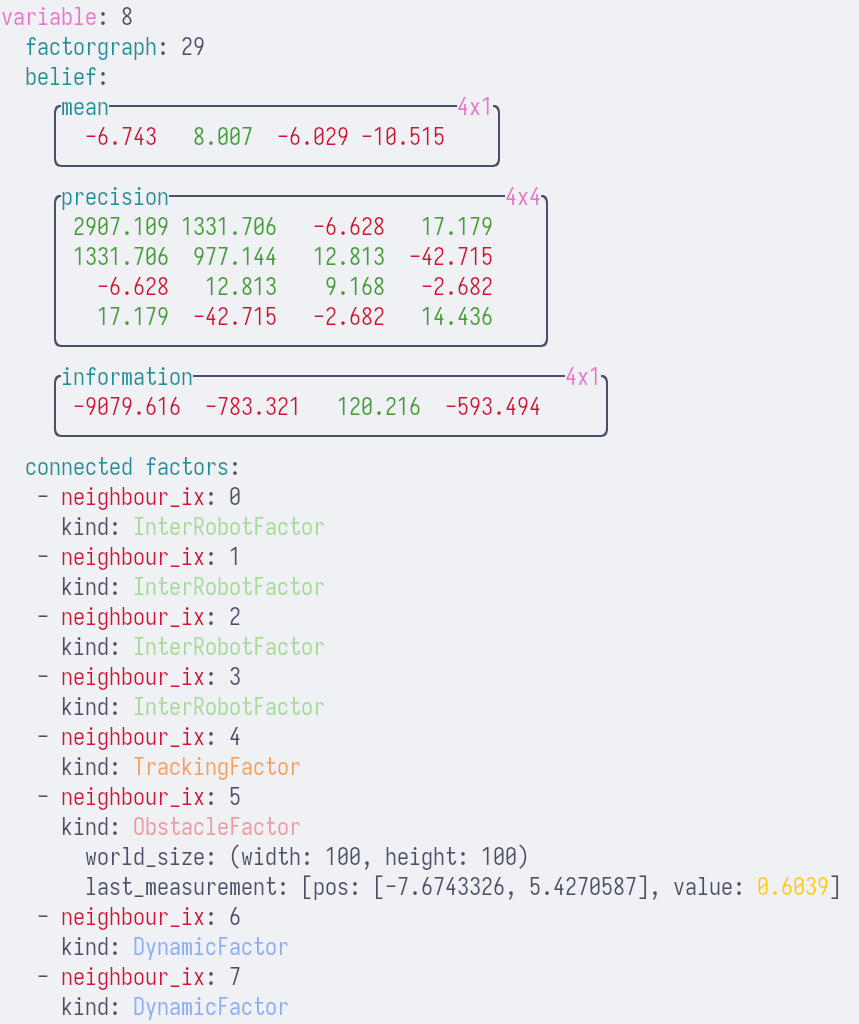 variable: 8
factorgraph: 29
belief:
mean 4x1
-6.743 8.007 -6.029 -10.515
precision 4x4
2907.109 1331.706 -6.628 17.179
1331.706 977.144 12.813 -42.715
-6.628 12.813 9.168 -2.682
17.179 -42.715 -2.682 14.436
information 4x1
-9079.616 -783.321 120.216 -593.494
connected factors:
- neighbour_ix: 0
kind: InterRobotFactor
- neighbour_ix: 1
kind: InterRobotFactor
- neighbour_ix: 2
kind: InterRobotFactor
- neighbour_ix: 3
kind: InterRobotFactor
- neighbour_ix: 4
kind: TrackingFactor
- neighbour_ix: 5
kind: ObstacleFactor
world_size: (width: 100, height: 100)
last_measurement: [pos: [-7.6743326, 5.4270587], value: 0.6039]
- neighbour_ix: 6
kind: DynamicFactor
- neighbour_ix: 7
kind: DynamicFactor